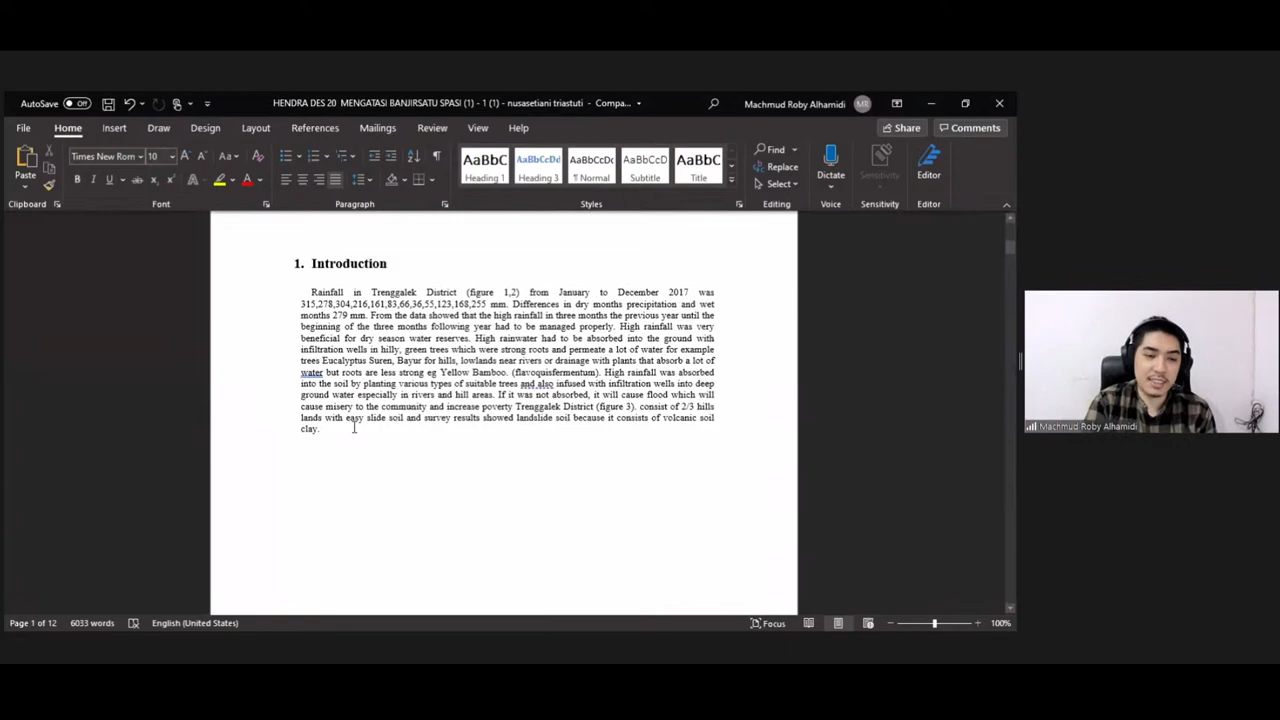 AutoSave Off
HENDRA DES 20 MENGATASI BANJIRSATU SPASI (1) - 1 (1) - nusasetiani triastuti - Compa...
Machmud Roby Alhamidi MR
File Home Insert Draw Design Layout References Mailings Review View Help
Share Comments
Paste
Times New Rom 10
Aa
B I U ab x x
AaBbC AaBbCcDd AaBbCcDc AaBbCcDd AaBbC
Heading 1 Heading 3 ¶ Normal Subtitle Title
Find
Replace
Select
Dictate Sensitivity Editor
Clipboard Font Paragraph Styles Editing Voice Sensitivity Editor
1. Introduction
Rainfall in Trenggalek District (figure 1,2) from January to December 2017 was
315,278,304,216,161,83,66,36,55,123,168,255 mm. Differences in dry months precipitation and wet
months 279 mm. From the data showed that the high rainfall in three months the previous year until the
beginning of the three months following year had to be managed properly. High rainfall was very
beneficial for dry season water reserves. High rainwater had to be absorbed into the ground with
infiltration wells in hilly, green trees which were strong roots and permeate a lot of water for example
trees Eucalyptus Suren, Bayur for hills, lowlands near rivers or drainage with plants that absorb a lot of
water but roots are less strong eg Yellow Bamboo. (flavoquisfermentum). High rainfall was absorbed
into the soil by planting various types of suitable trees and also infused with infiltration wells into deep
ground water especially in rivers and hill areas. If it was not absorbed, it will cause flood which will
cause misery to the community and increase poverty Trenggalek District (figure 3). consist of 2/3 hills
lands with easy slide soil and survey results showed landslide soil because it consists of volcanic soil
clay.
Machmud Roby Alhamidi
Page 1 of 12 6033 words English (United States) Focus 100%